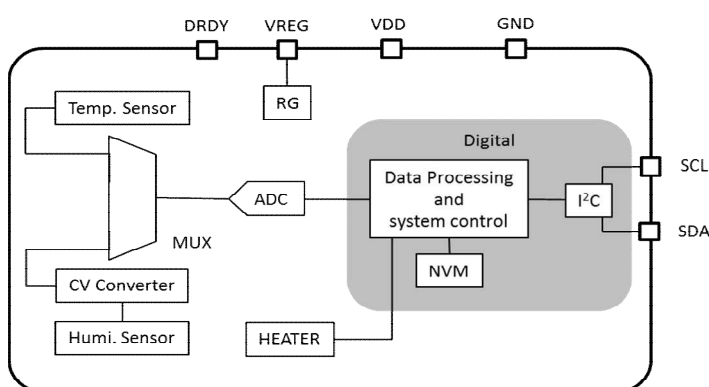 DRDY
VREG
VDD
GND
RG
Temp. Sensor
Digital
SCL
Data Processing
and
system control
ADC
I²C
MUX
SDA
NVM
CV Converter
Humi. Sensor
HEATER